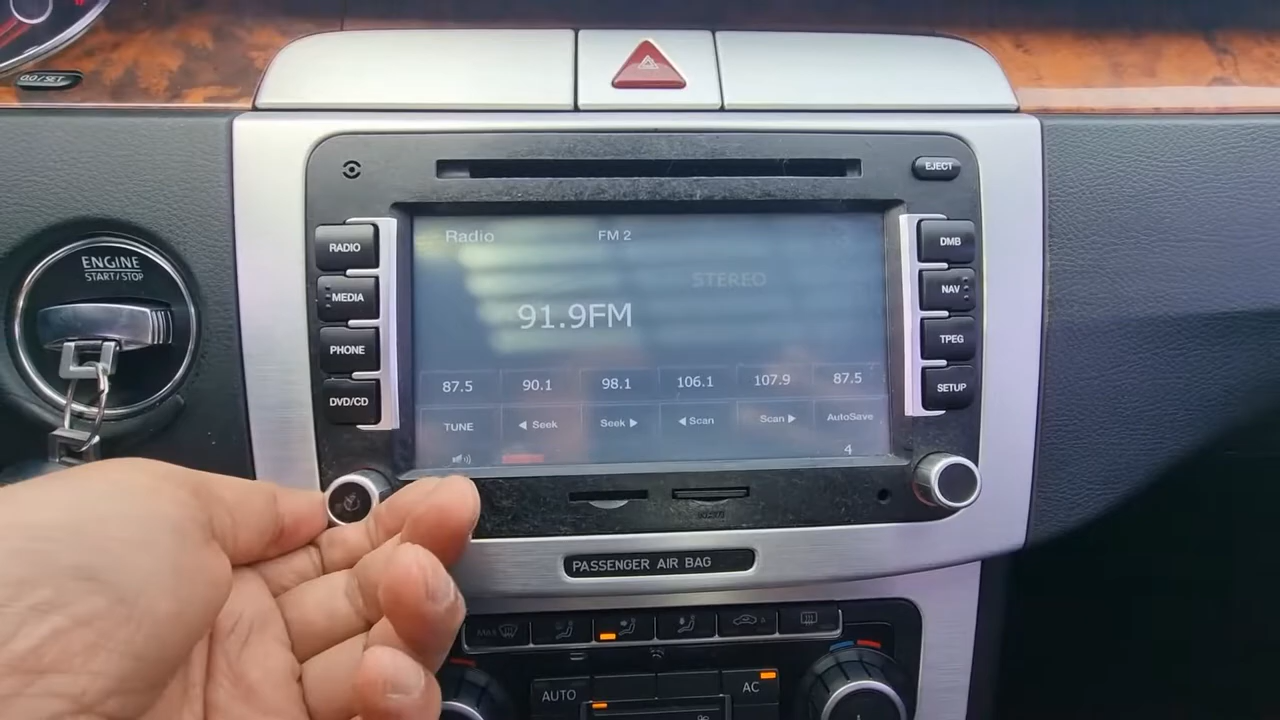 00/SET
EJECT
RADIO
MEDIA
PHONE
DVD/CD
DMB
NAV
TPEG
SETUP
ENGINE
START/STOP
Radio FM 2
STEREO
91.9FM
87.5 90.1 98.1 106.1 107.9 87.5
TUNE ◀ Seek Seek ▶ ◀ Scan Scan ▶ AutoSave
4
PASSENGER AIR BAG
A
AUTO
AC